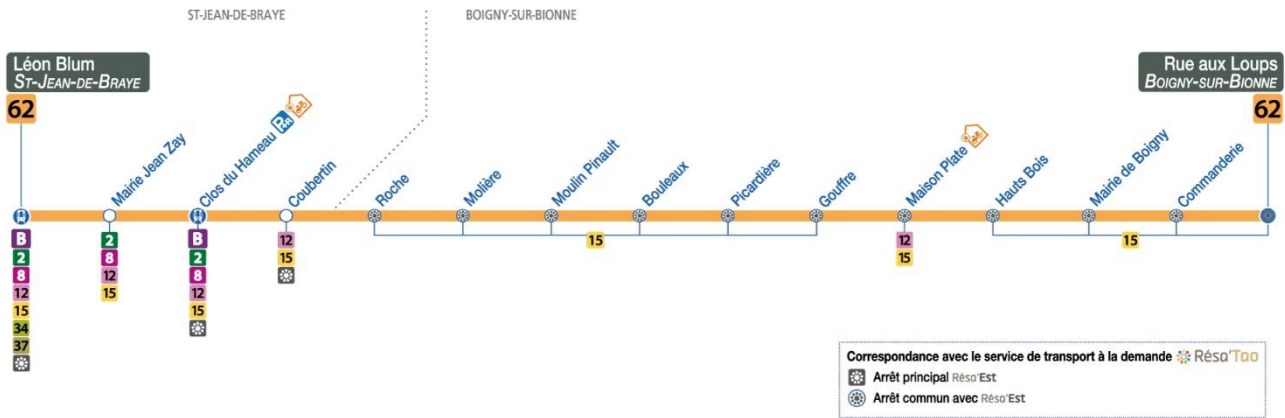 ST-JEAN-DE-BRAYE
BOIGNY-SUR-BIONNE
Léon Blum
ST-JEAN-DE-BRAYE
62
Mairie Jean Zay
Clos du Hameau P+R
Coubertin
Roche
Molière
Moulin Pinault
Bouleaux
Picardière
Gouffre
Maison Plate
Hauts Bois
Mairie de Boigny
Commanderie
Rue aux Loups
BOIGNY-SUR-BIONNE
62
B
2
8
12
15
34
37
2
8
12
15
B
2
8
12
15
12
15
15
12
15
15
Correspondance avec le service de transport à la demande Résa'Tao
Arrêt principal Résa'Est
Arrêt commun avec Résa'Est